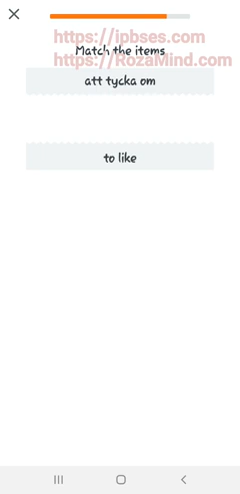 https://ipbses.com
Match the items
https://RozaMind.com
att tycka om
to like